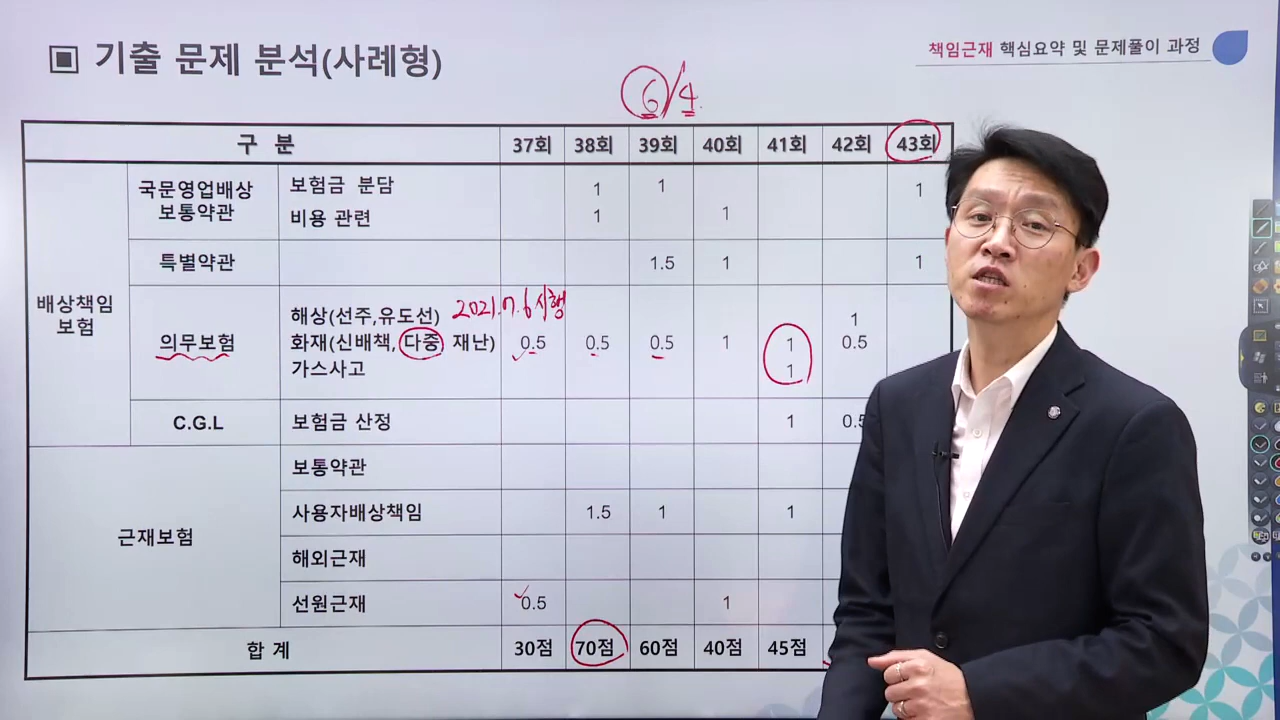 ▣ 기출 문제 분석(사례형)
책임근재 핵심요약 및 문제풀이 과정
6/4
구 분 37회 38회 39회 40회 41회 42회 43회
배상책임
보험
국문영업배상
보통약관
보험금 분담 1 1 1
비용 관련 1 1
특별약관 1.5 1 1
의무보험
해상(선주,유도선) 2021.7.6 시행 1
화재(신배책, 다중 재난) 0.5 0.5 0.5 1 1 0.5
가스사고 1
C.G.L 보험금 산정 1 0.5
근재보험
보통약관
사용자배상책임 1.5 1 1
해외근재
선원근재 0.5 1
합 계 30점 70점 60점 40점 45점